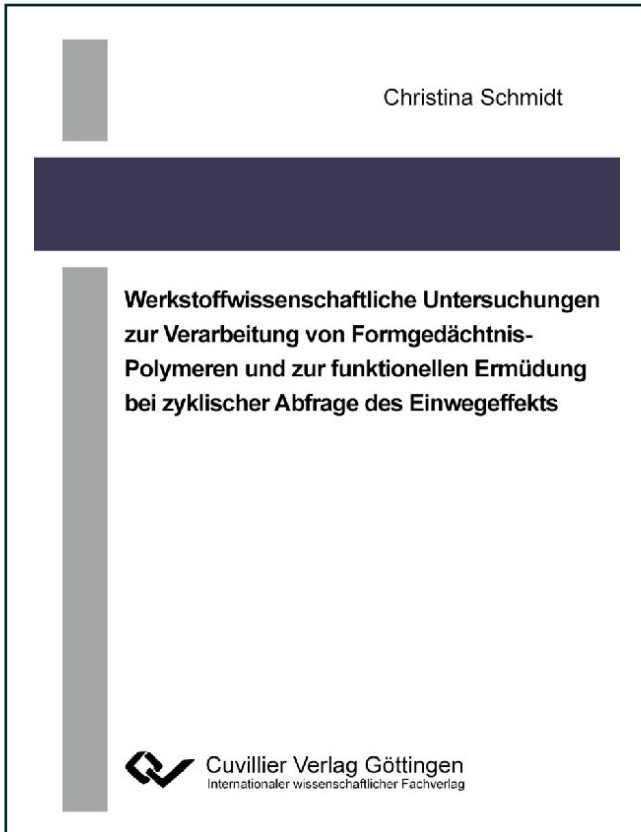 Christina Schmidt
Werkstoffwissenschaftliche Untersuchungen
zur Verarbeitung von Formgedächtnis-
Polymeren und zur funktionellen Ermüdung
bei zyklischer Abfrage des Einwegeffekts
Cuvillier Verlag Göttingen
Internationaler wissenschaftlicher Fachverlag